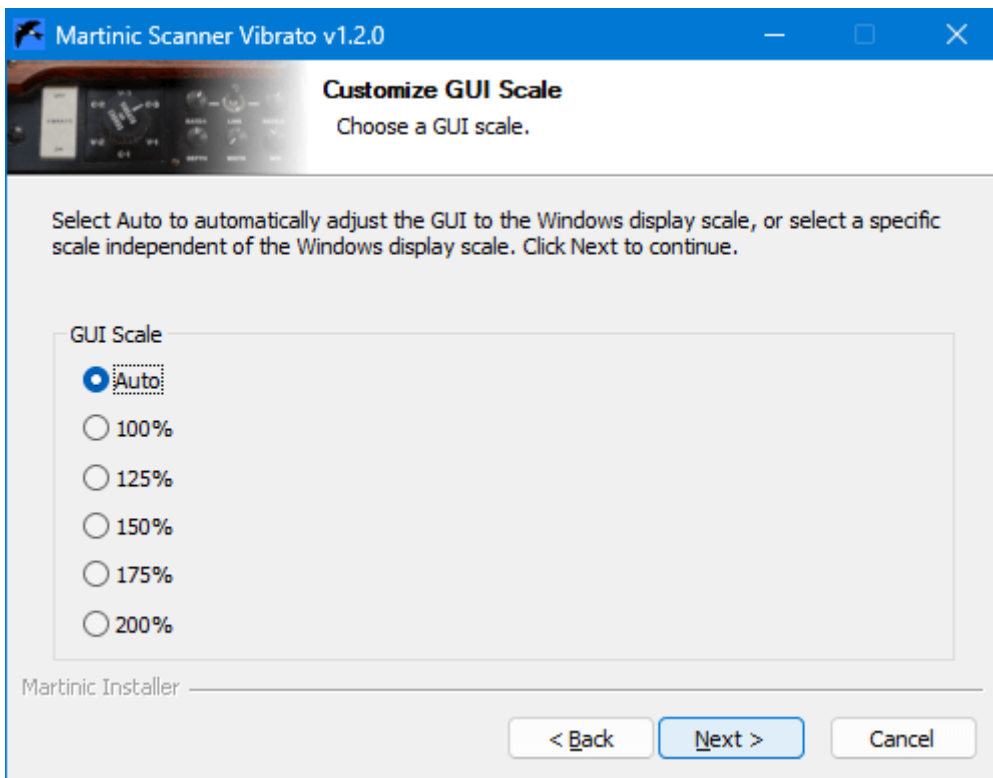 Martinic Scanner Vibrato v1.2.0
Customize GUI Scale
Choose a GUI scale.
Select Auto to automatically adjust the GUI to the Windows display scale, or select a specific
scale independent of the Windows display scale. Click Next to continue.
GUI Scale
Auto
100%
125%
150%
175%
200%
Martinic Installer
< Back
Next >
Cancel